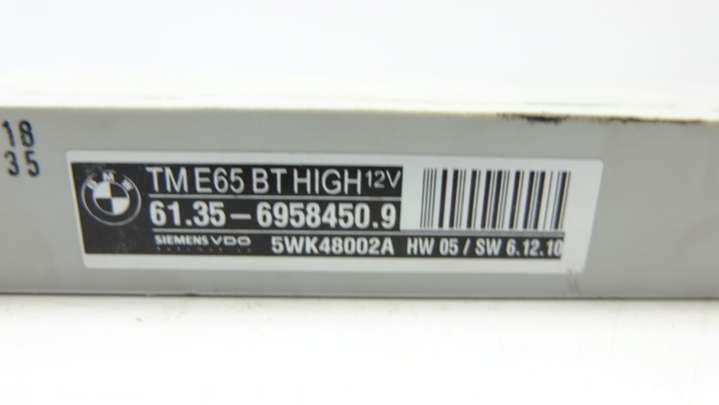 18
35
BMW
TM E65 BT HIGH 12V
61.35 - 6958450.9
SIEMENS VDO
5WK48002A HW 05 / SW 6.12.10